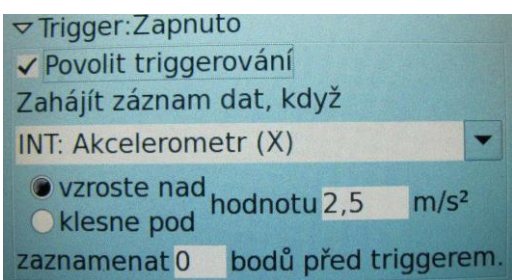 Trigger:Zapnuto
Povolit triggerování
Zahájít záznam dat, když
INT: Akcelerometr (X)
vzroste nad
klesne pod
hodnotu 2,5 m/s²
zaznamenat 0 bodů před triggerem.